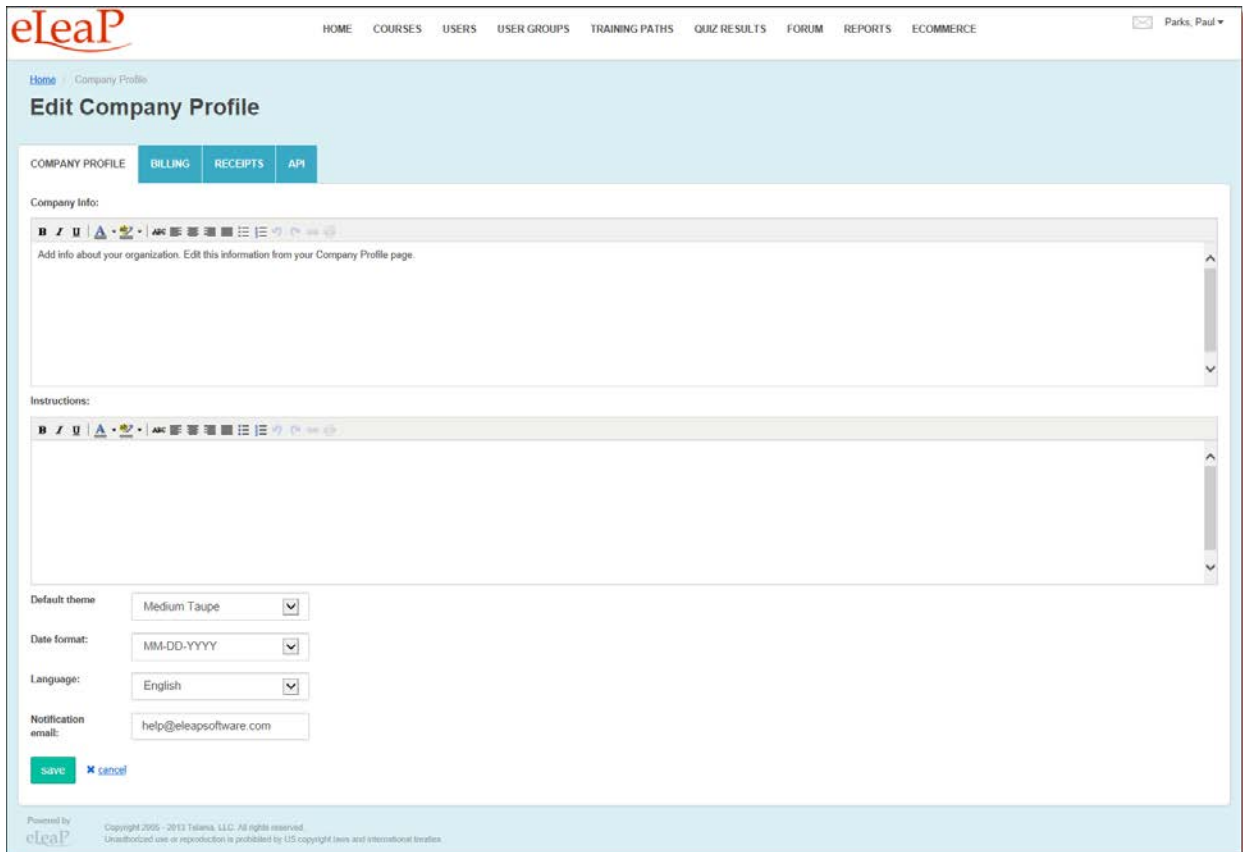 eLeaP
HOME COURSES USERS USER GROUPS TRAINING PATHS QUIZ RESULTS FORUM REPORTS ECOMMERCE
Parks, Paul
Home / Company Profile
Edit Company Profile
COMPANY PROFILE BILLING RECEIPTS API
Company Info:
B I U A ABC
Add info about your organization. Edit this information from your Company Profile page.
Instructions:
B I U A ABC
Default theme Medium Taupe
Date format: MM-DD-YYYY
Language: English
Notification
email: help@eleapsoftware.com
save cancel
Powered by
eLeaP
Copyright 2005 - 2013 Telania, LLC. All rights reserved.
Unauthorized use or reproduction is prohibited by US copyright laws and international treaties.